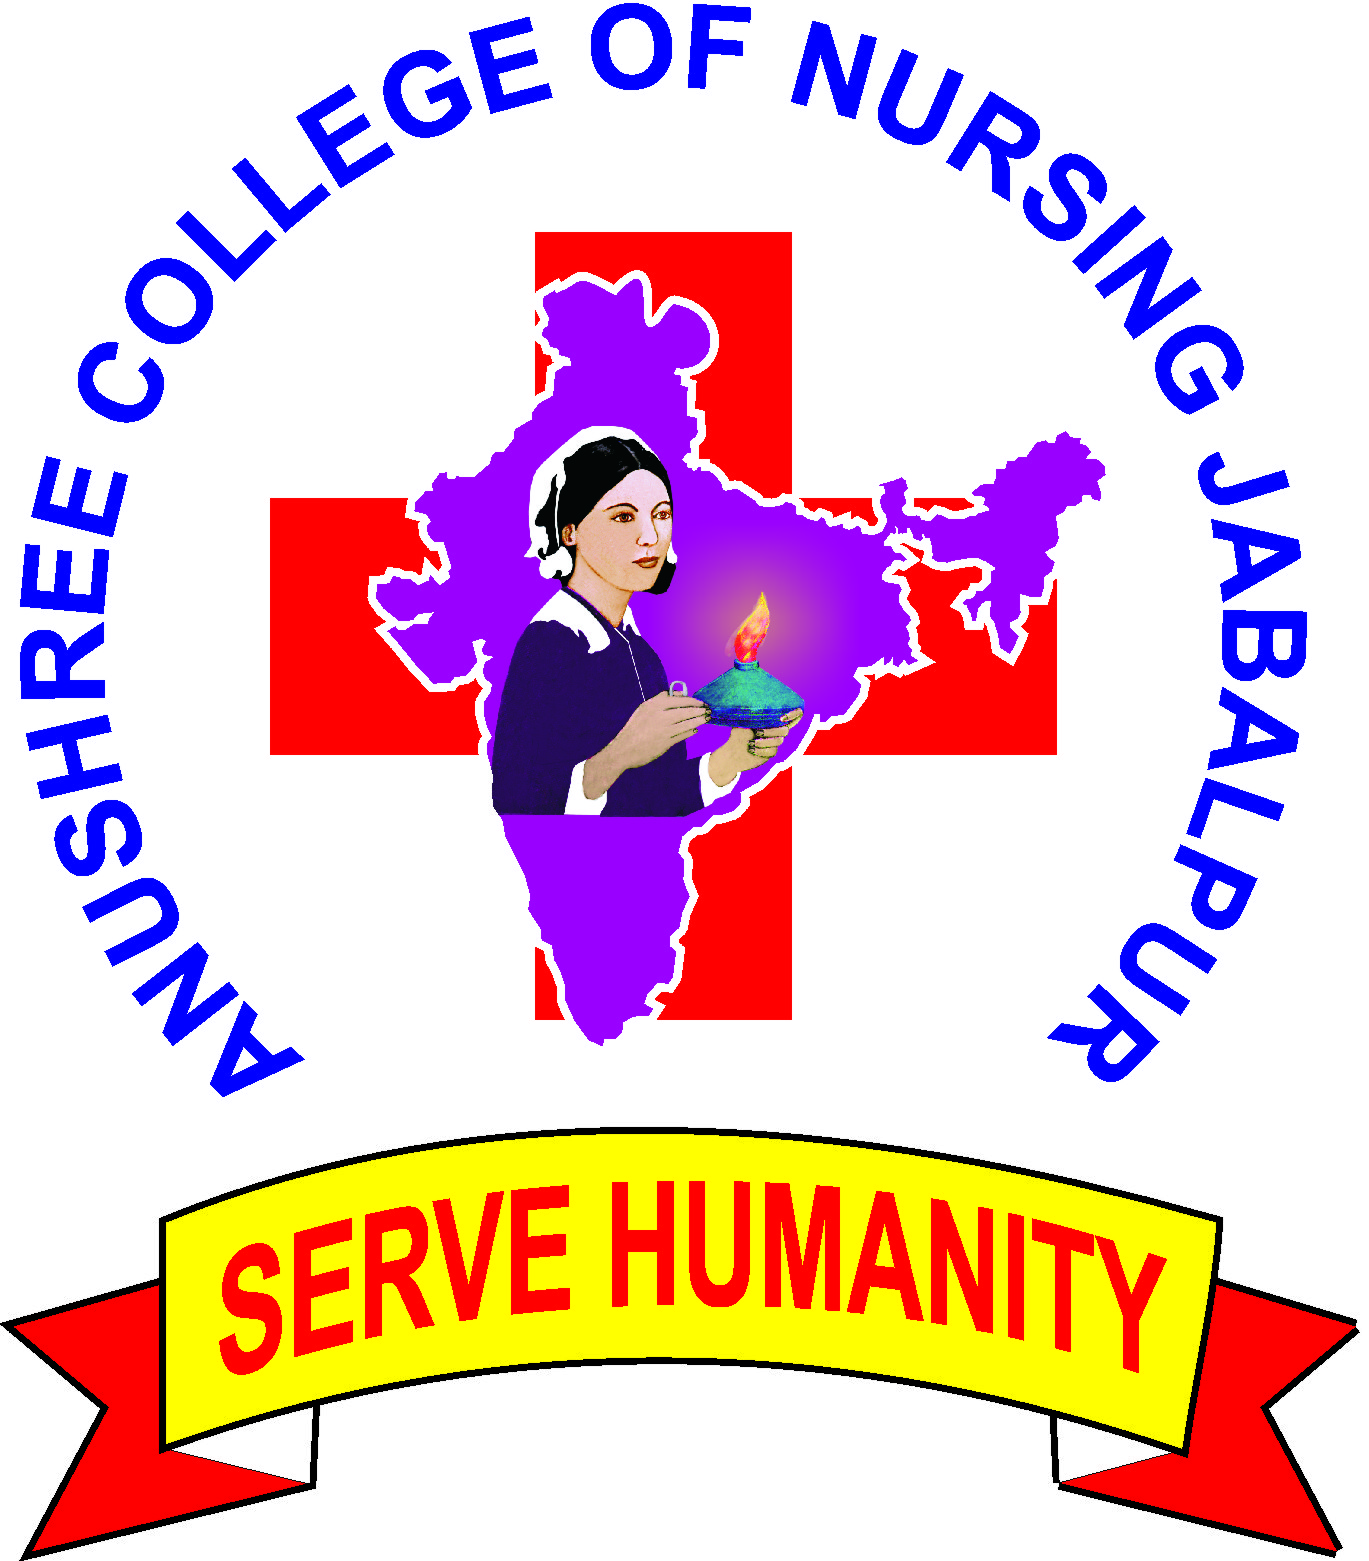 ANUSHREE COLLEGE OF NURSING JABALPUR
SERVE HUMANITY